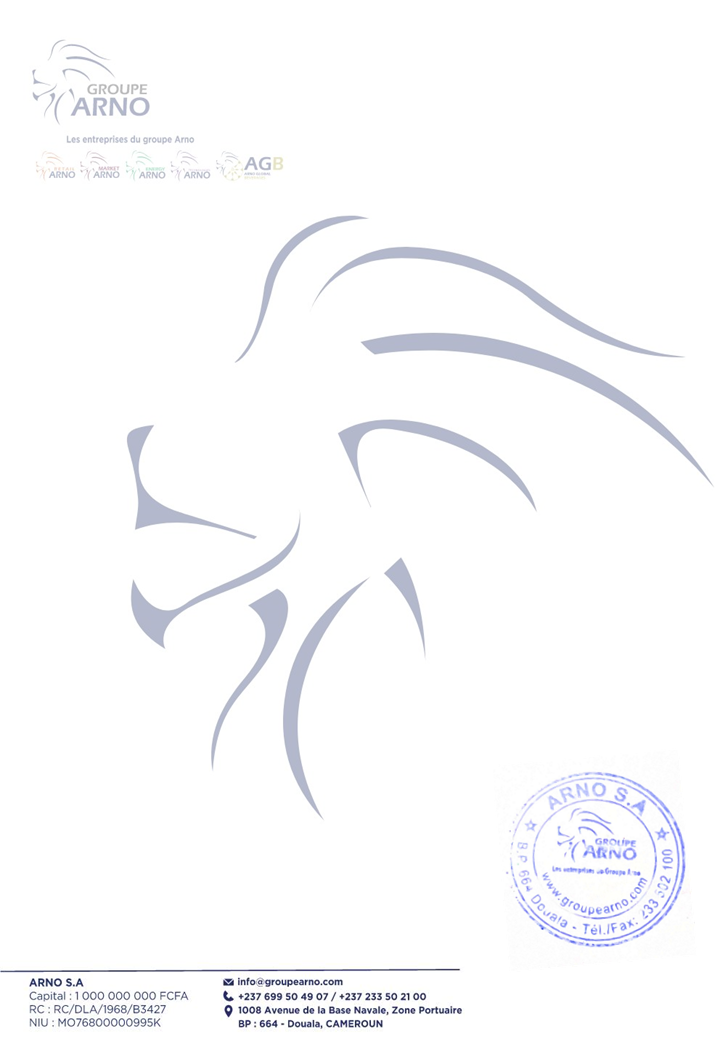 GROUPE
ARNO
Les entreprises du groupe Arno
ARNO
MARKET
ARNO
ARNO
ARNO
AGB
ARNO S.A
GROUPE
ARNO
Les entreprises du Groupe Arno
www.groupearno.com
B.P. 664 Douala - Tél./Fax: 233 502 100
ARNO S.A
Capital : 1 000 000 000 FCFA
RC : RC/DLA/1968/B3427
NIU : MO76800000995K
info@groupearno.com
+237 699 50 49 07 / +237 233 50 21 00
1008 Avenue de la Base Navale, Zone Portuaire
BP : 664 - Douala, CAMEROUN